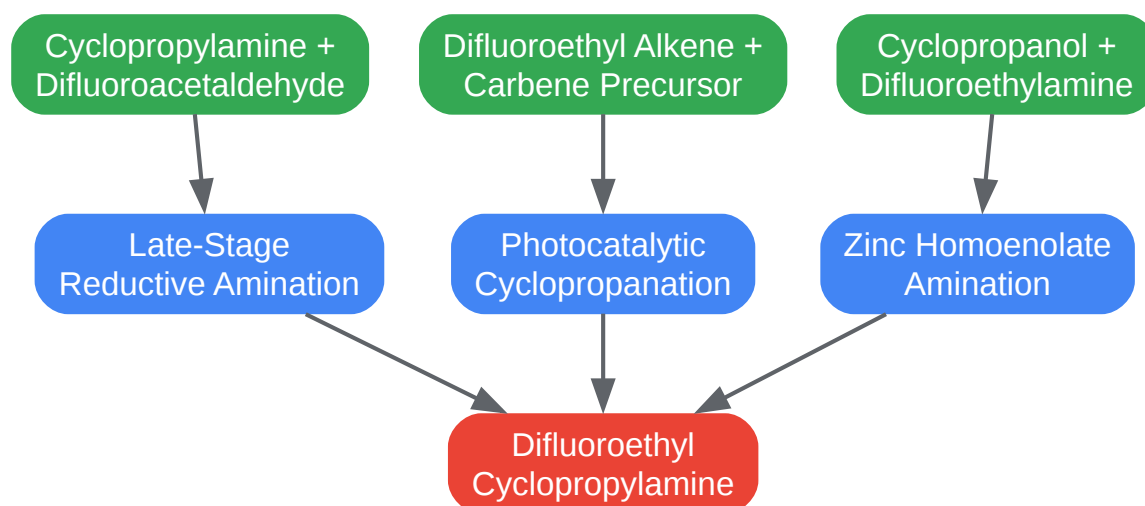 Cyclopropylamine +
Difluoroacetaldehyde
Difluoroethyl Alkene +
Carbene Precursor
Cyclopropanol +
Difluoroethylamine
Late-Stage
Reductive Amination
Photocatalytic
Cyclopropanation
Zinc Homoenolate
Amination
Difluoroethyl
Cyclopropylamine